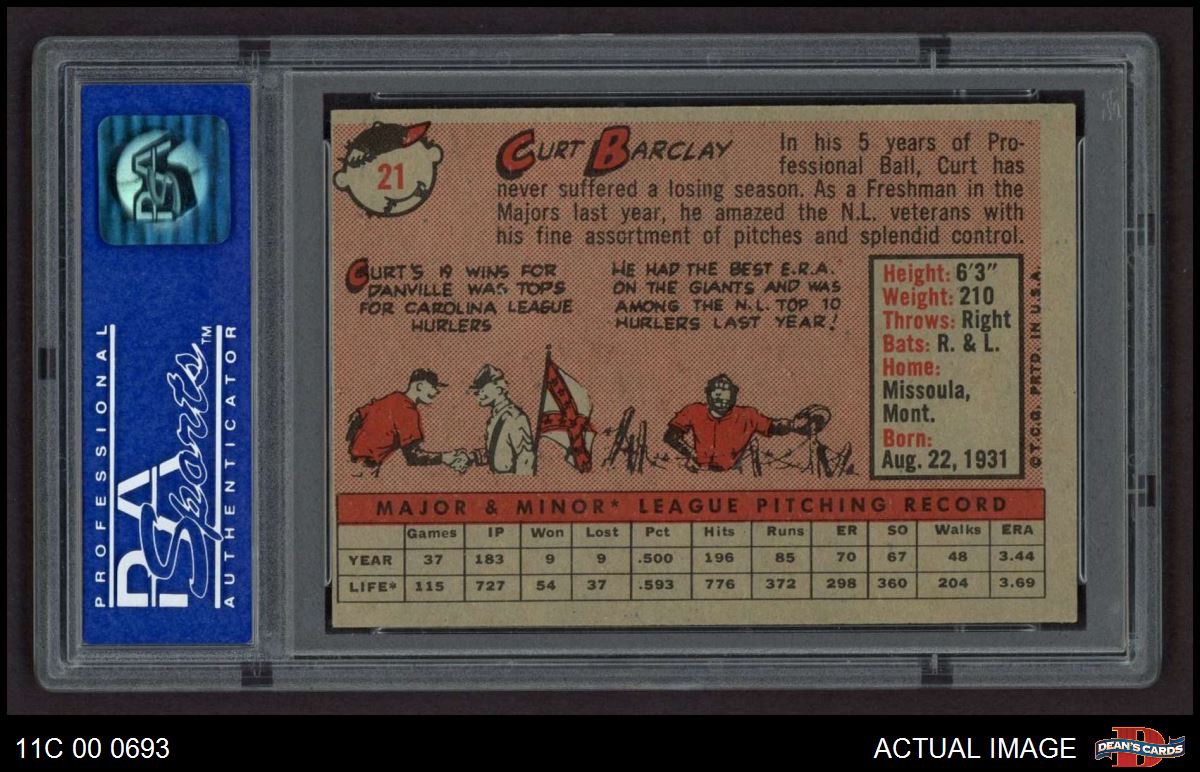 PSA
PROFESSIONAL
PSA
Sports™
AUTHENTICATOR
21
CURT BARCLAY
In his 5 years of Pro-
fessional Ball, Curt has
never suffered a losing season. As a Freshman in the
Majors last year, he amazed the N.L. veterans with
his fine assortment of pitches and splendid control.
CURT'S 19 WINS FOR
DANVILLE WAS TOPS
FOR CAROLINA LEAGUE
HURLERS
HE HAD THE BEST E.R.A.
ON THE GIANTS AND WAS
AMONG THE N.L. TOP 10
HURLERS LAST YEAR!
Height: 6'3"
Weight: 210
Throws: Right
Bats: R. & L.
Home:
Missoula,
Mont.
Born:
Aug. 22, 1931
©T.C.G. PRTD. IN U.S.A.
MAJOR & MINOR* LEAGUE PITCHING RECORD
Games IP Won Lost Pct Hits Runs ER SO Walks ERA
YEAR 37 183 9 9 .500 196 85 70 67 48 3.44
LIFE* 115 727 54 37 .593 776 372 298 360 204 3.69
11C 00 0693
ACTUAL IMAGE
D
DEAN'S CARDS